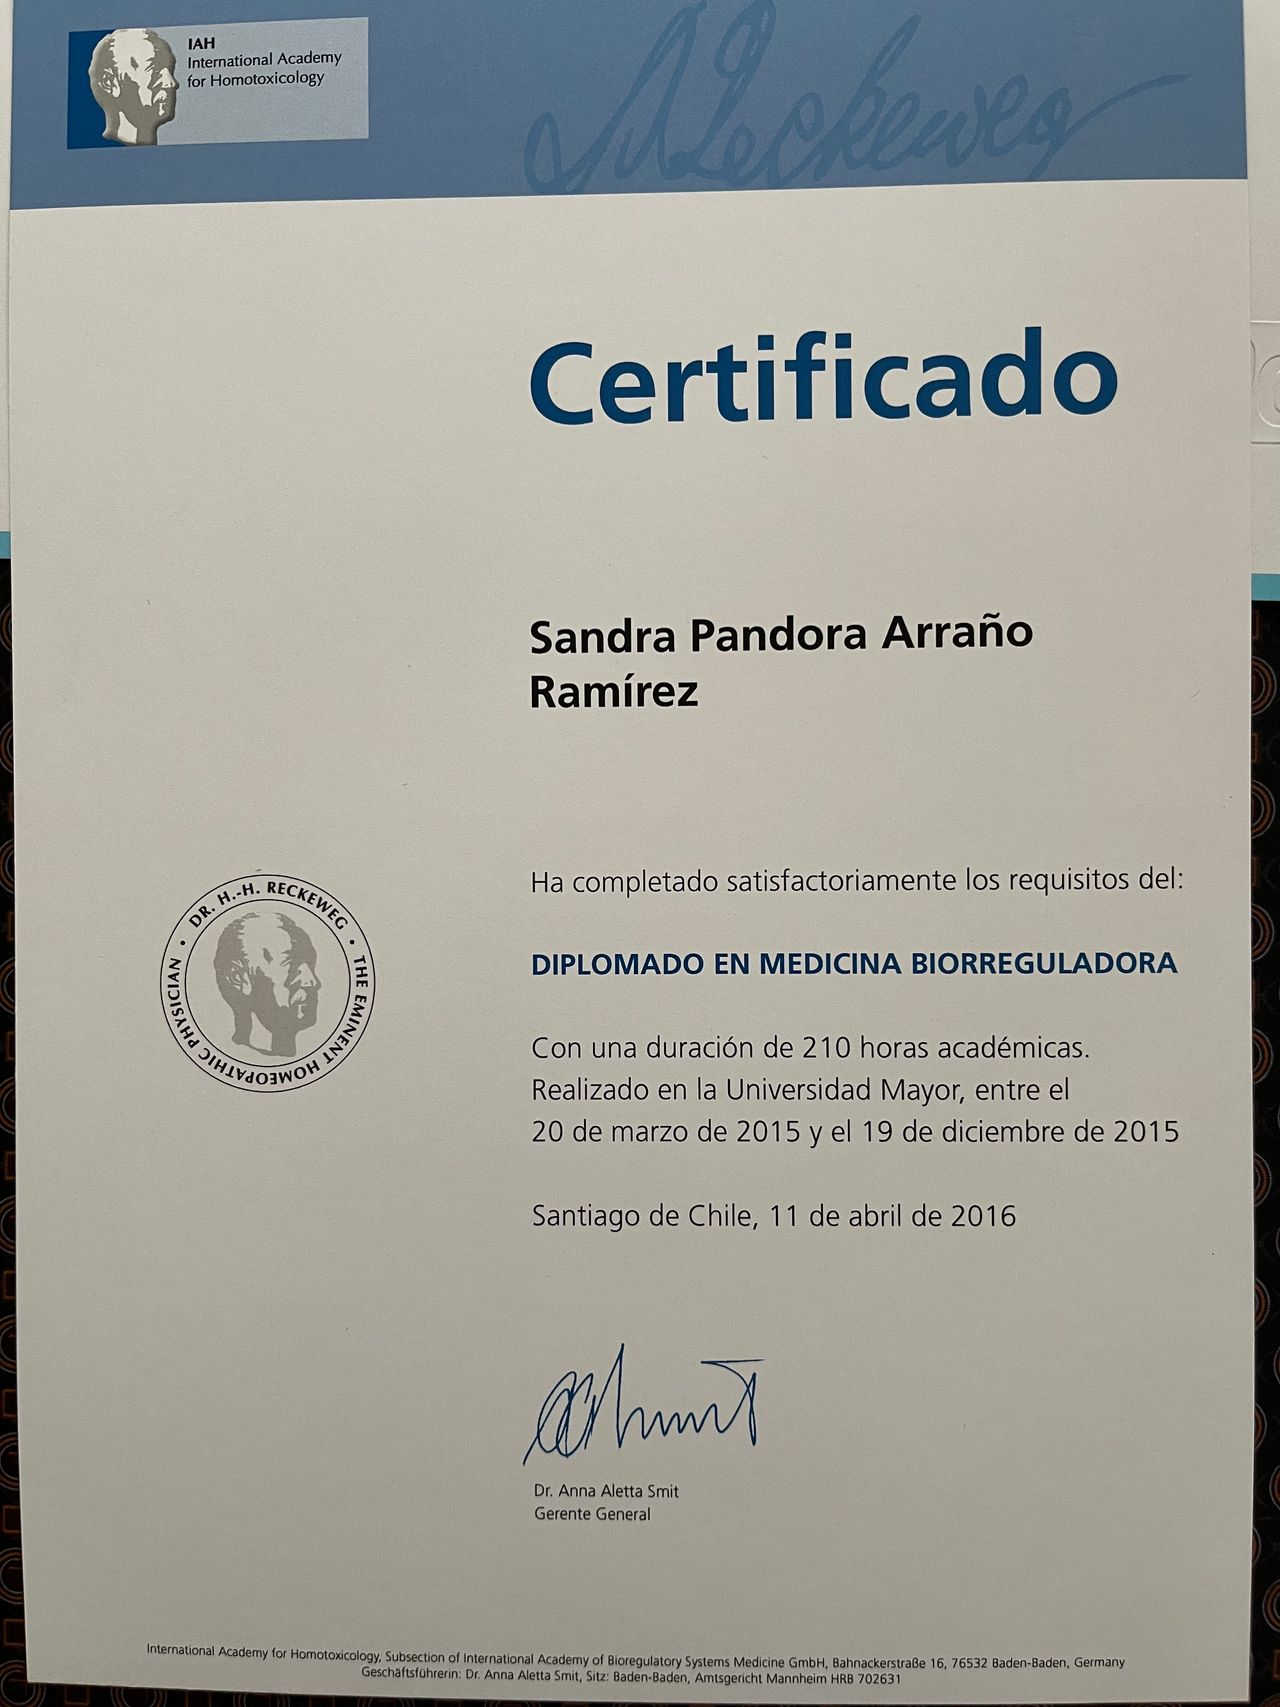 IAH
International Academy
for Homotoxicology
Reckeweg
Certificado
Sandra Pandora Arraño
Ramírez
Ha completado satisfactoriamente los requisitos del:
DIPLOMADO EN MEDICINA BIORREGULADORA
Con una duración de 210 horas académicas.
Realizado en la Universidad Mayor, entre el
20 de marzo de 2015 y el 19 de diciembre de 2015
Santiago de Chile, 11 de abril de 2016
DR. H.-H. RECKEWEG • THE EMINENT HOMEOPATHIC PHYSICIAN •
Dr. Anna Aletta Smit
Gerente General
International Academy for Homotoxicology, Subsection of International Academy of Bioregulatory Systems Medicine GmbH, Bahnackerstraße 16, 76532 Baden-Baden, Germany
Geschäftsführerin: Dr. Anna Aletta Smit, Sitz: Baden-Baden, Amtsgericht Mannheim HRB 702631